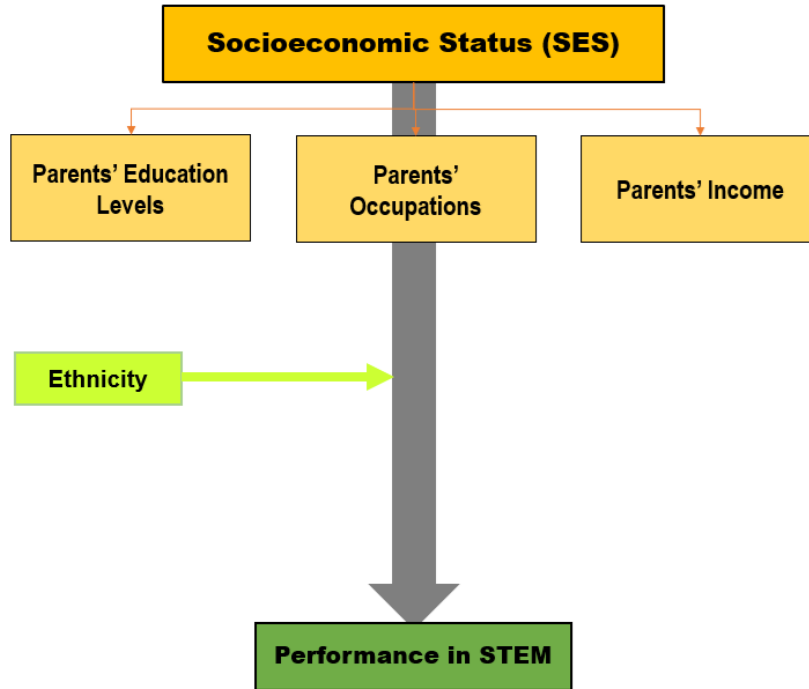 Socioeconomic Status (SES)
Parents’ Education
Levels
Parents’
Occupations
Parents’ Income
Ethnicity
Performance in STEM